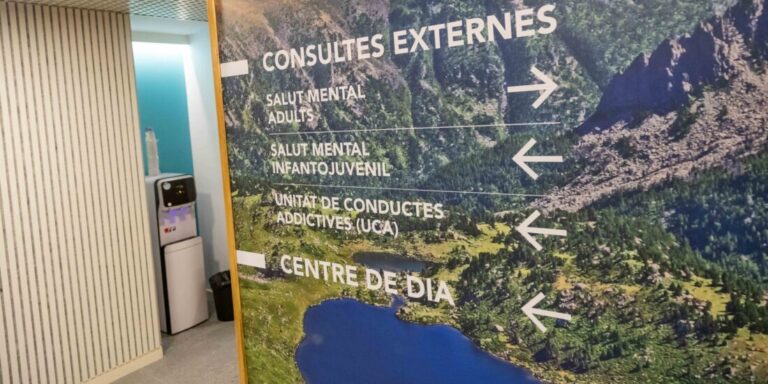 CONSULTES EXTERNES
SALUT MENTAL
ADULTS
SALUT MENTAL
INFANTOJUVENIL
UNITAT DE CONDUCTES
ADDICTIVES (UCA)
CENTRE DE DIA